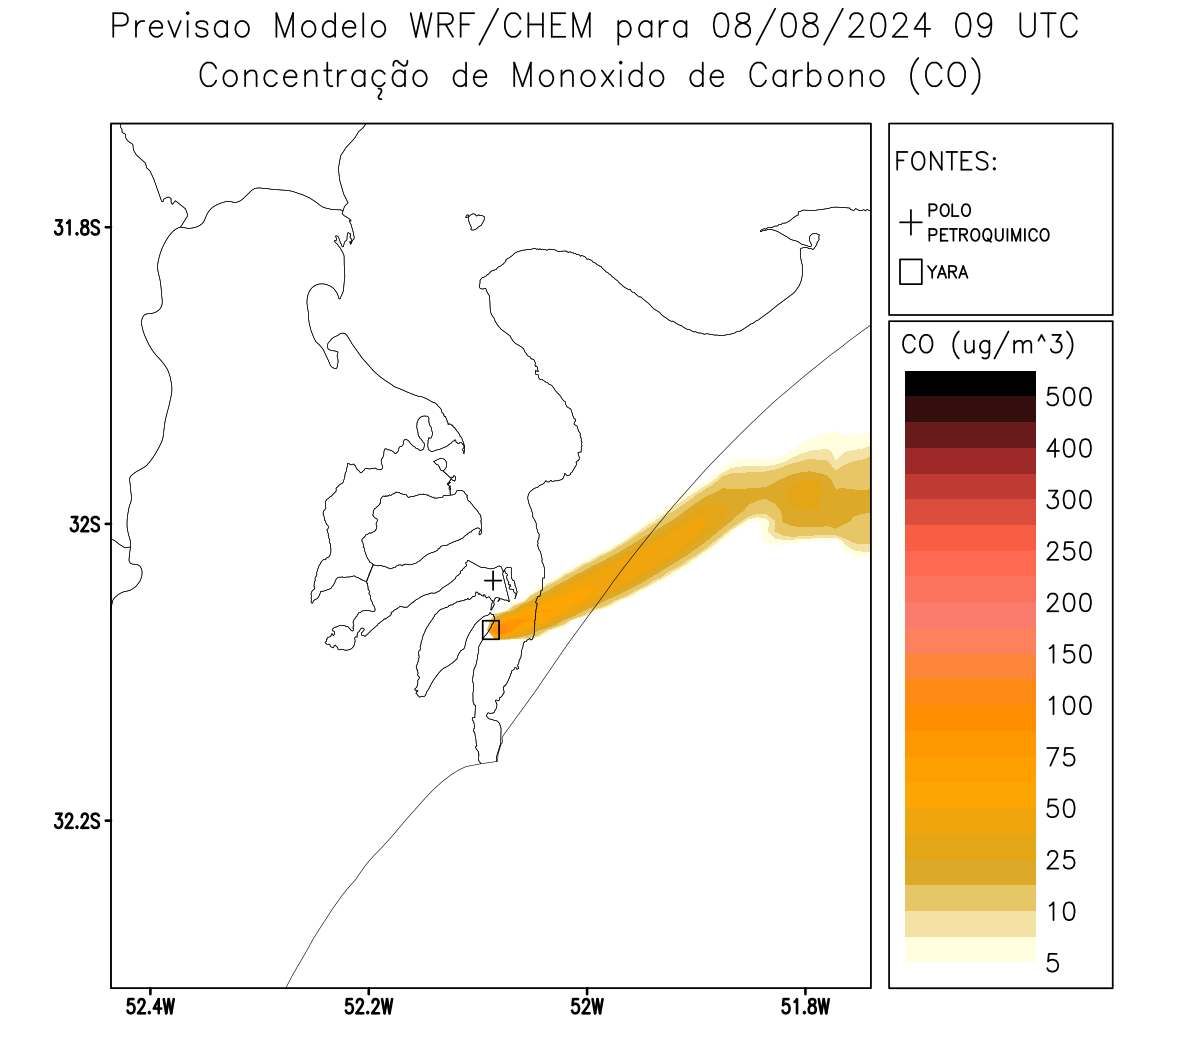 Previsao Modelo WRF/CHEM para 08/08/2024 09 UTC
Concentração de Monoxido de Carbono (CO)
FONTES:
POLO
PETROQUIMICO
YARA
CO (ug/m^3)
500
400
300
250
200
150
100
75
50
25
10
5
31.8S
32S
32.2S
52.4W
52.2W
52W
51.8W